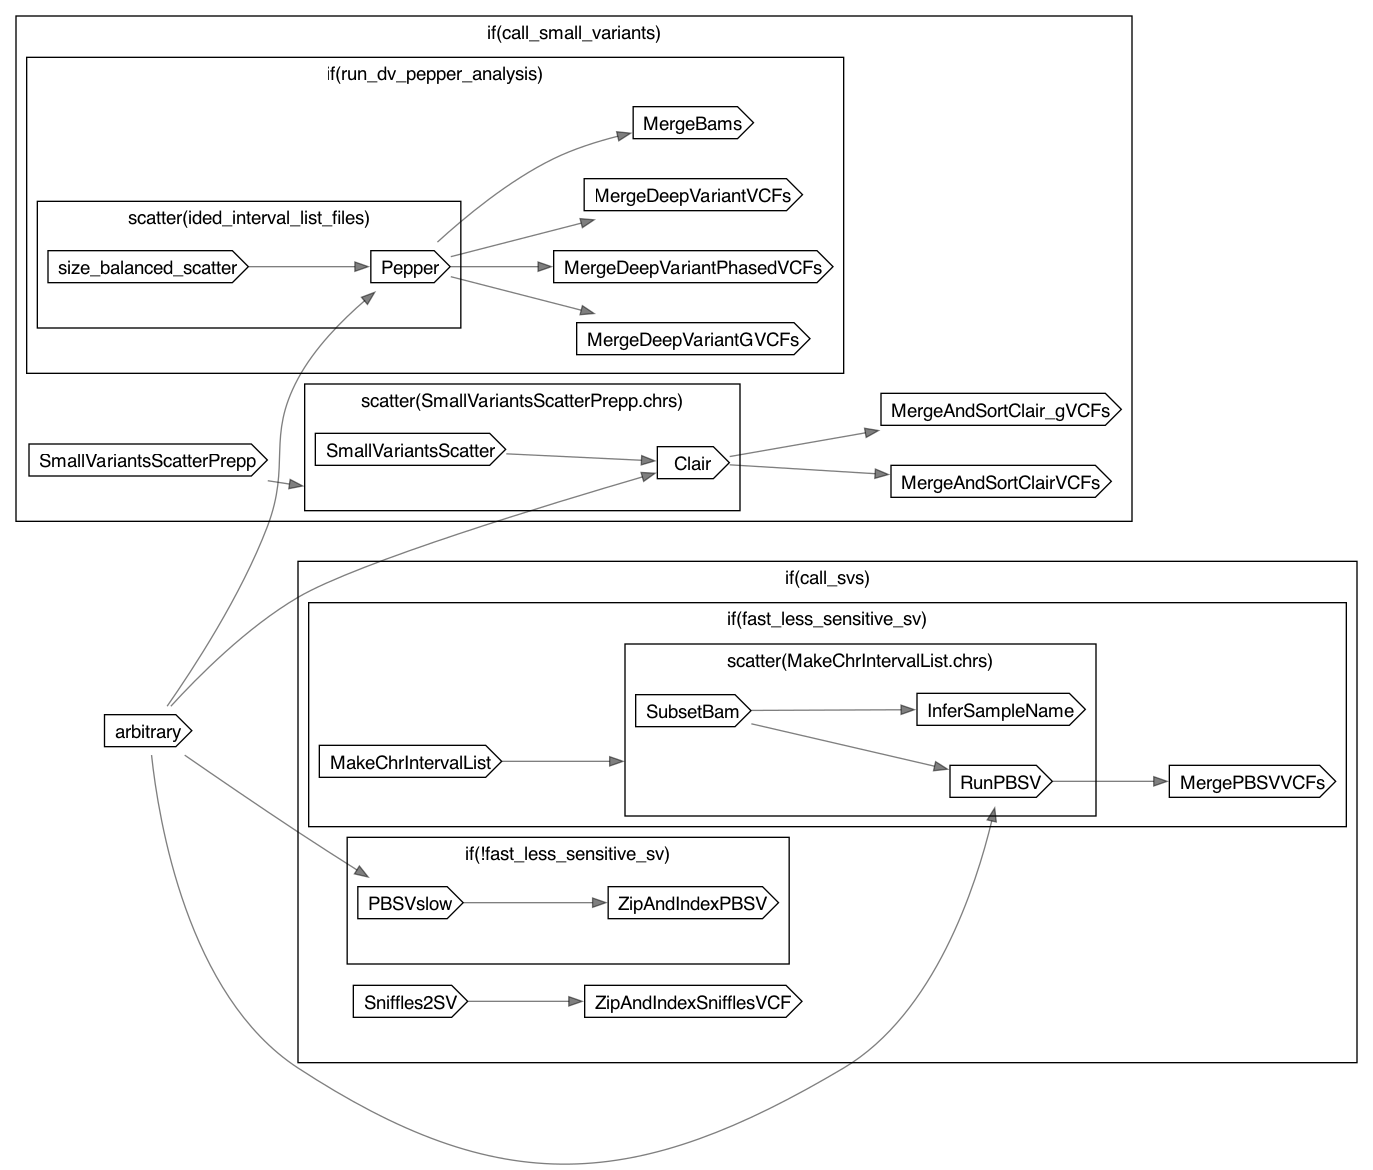 if(call_small_variants)
if(run_dv_pepper_analysis)
MergeBams
MergeDeepVariantVCFs
scatter(ided_interval_list_files)
size_balanced_scatter
Pepper
MergeDeepVariantPhasedVCFs
MergeDeepVariantGVCFs
scatter(SmallVariantsScatterPrepp.chrs)
MergeAndSortClair_gVCFs
SmallVariantsScatterPrepp
SmallVariantsScatter
Clair
MergeAndSortClairVCFs
if(call_svs)
if(fast_less_sensitive_sv)
scatter(MakeChrIntervalList.chrs)
SubsetBam
InferSampleName
arbitrary
MakeChrIntervalList
RunPBSV
MergePBSVVCFs
if(!fast_less_sensitive_sv)
PBSVslow
ZipAndIndexPBSV
Sniffles2SV
ZipAndIndexSnifflesVCF